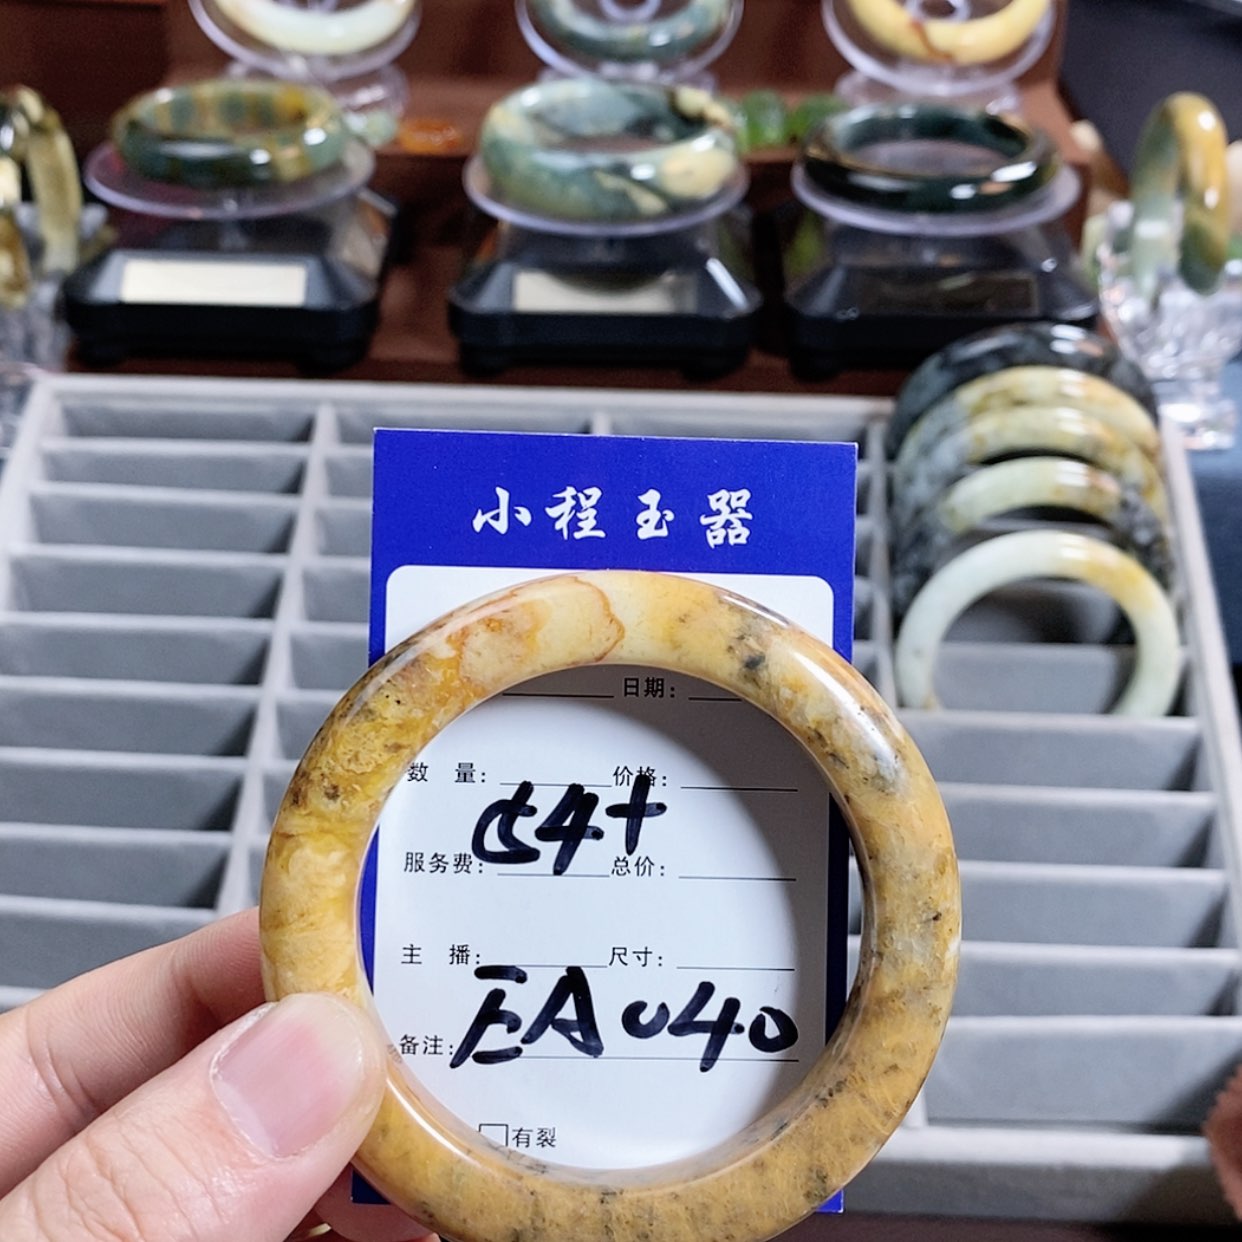 小程玉器
日期:
数 量: 价格:
54+
服务费: 总价:
主 播: 尺寸:
EA040
备注:
有裂